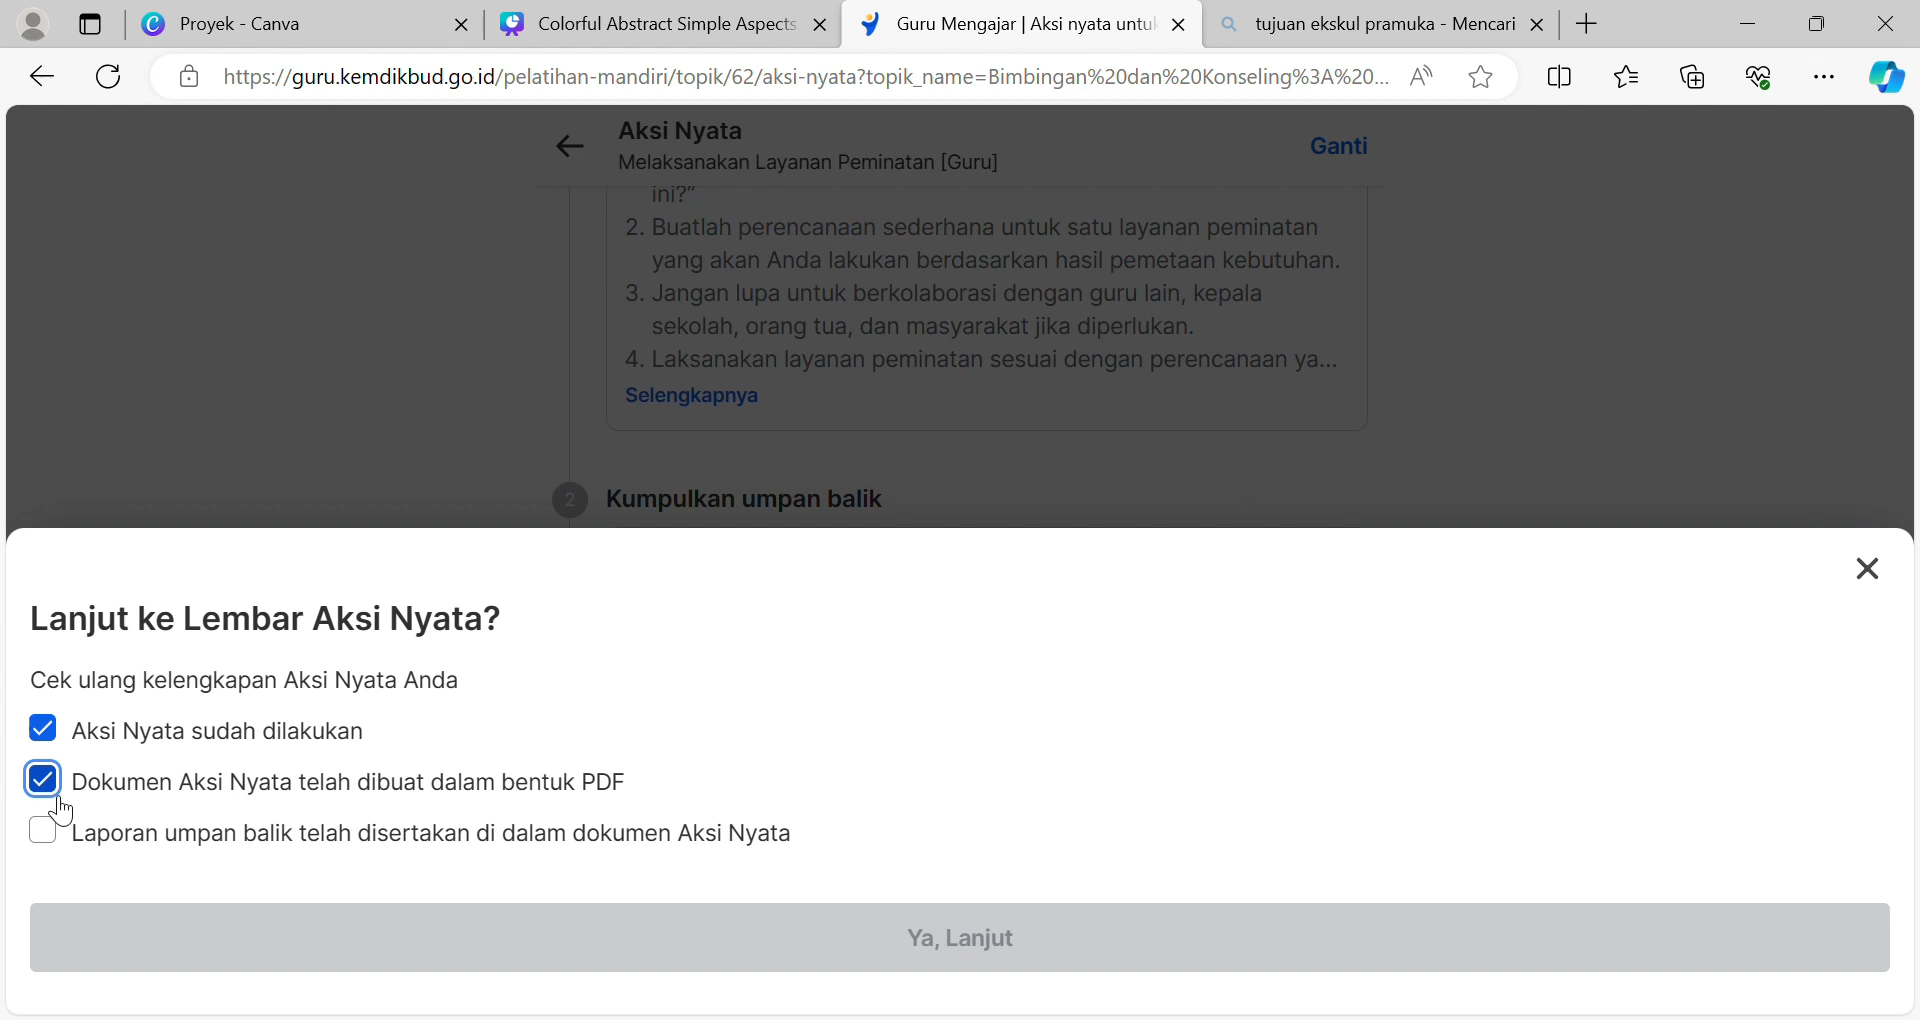 Proyek - Canva
Colorful Abstract Simple Aspects
Guru Mengajar | Aksi nyata untuk
tujuan ekskul pramuka - Mencari
https://guru.kemdikbud.go.id/pelatihan-mandiri/topik/62/aksi-nyata?topik_name=Bimbingan%20dan%20Konseling%3A%20...
Aksi Nyata
Melaksanakan Layanan Peminatan [Guru]
Ganti
ini?”
2. Buatlah perencanaan sederhana untuk satu layanan peminatan
yang akan Anda lakukan berdasarkan hasil pemetaan kebutuhan.
3. Jangan lupa untuk berkolaborasi dengan guru lain, kepala
sekolah, orang tua, dan masyarakat jika diperlukan.
4. Laksanakan layanan peminatan sesuai dengan perencanaan ya...
Selengkapnya
2 Kumpulkan umpan balik
Lanjut ke Lembar Aksi Nyata?
Cek ulang kelengkapan Aksi Nyata Anda
Aksi Nyata sudah dilakukan
Dokumen Aksi Nyata telah dibuat dalam bentuk PDF
Laporan umpan balik telah disertakan di dalam dokumen Aksi Nyata
Ya, Lanjut